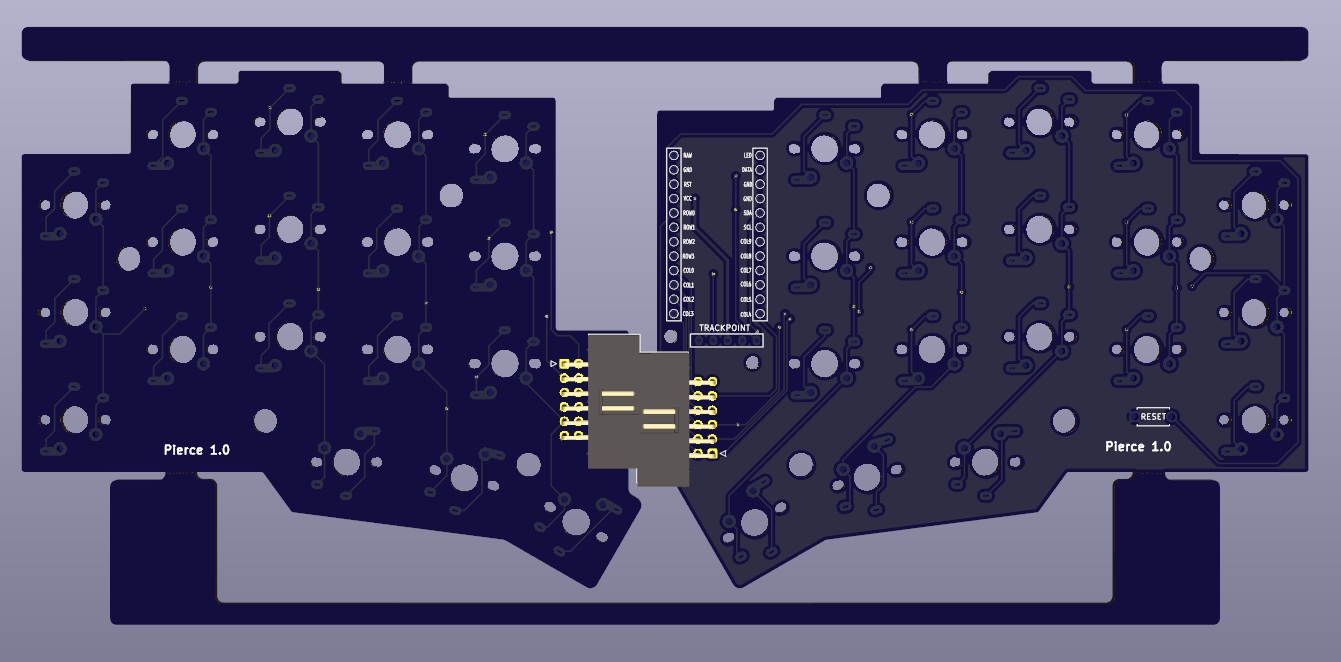 RAW
GND
RST
VCC
ROW0
ROW1
ROW2
ROW3
COL0
COL1
COL2
COL3
LED
DATA
GND
GND
SDA
SCL
COL9
COL8
COL7
COL6
COL5
COL4
TRACKPOINT
RESET
Pierce 1.0
Pierce 1.0